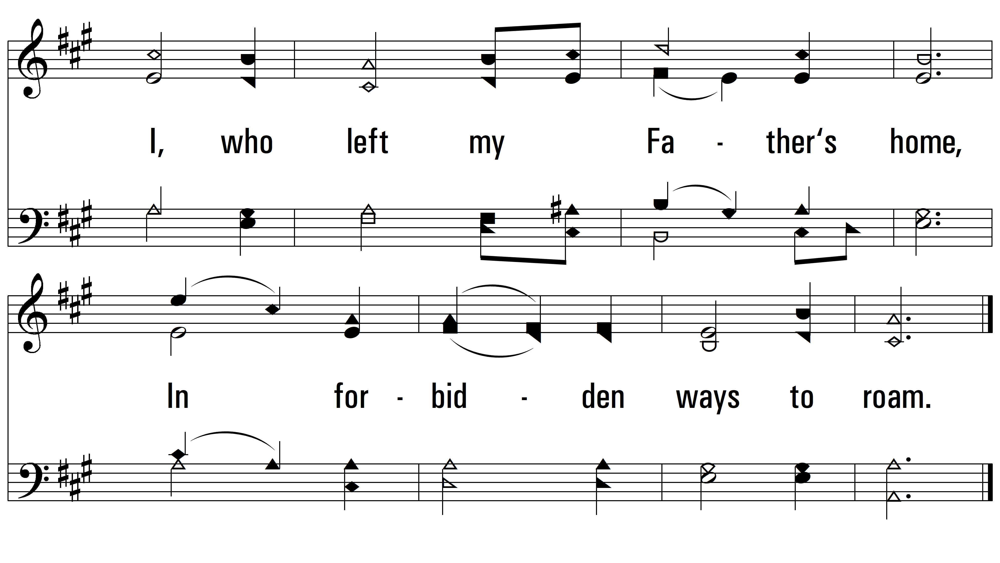 I, who left my Fa - ther‘s home,
In for - bid - den ways to roam.